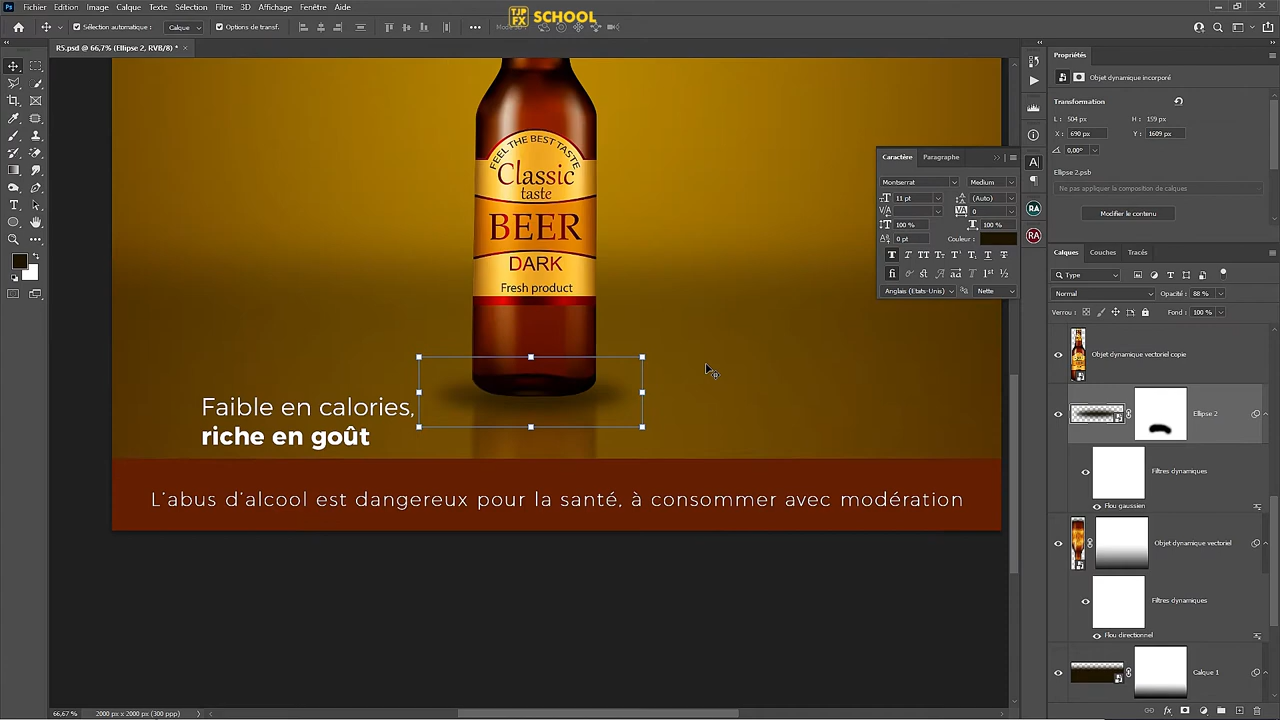 Fichier Edition Image Calque Texte Sélection Filtre 3D Affichage Fenêtre Aide
TJP FX SCHOOL
Sélection automatique : Calque Options de transf.
R5.psd @ 66,7% (Ellipse 2, RVB/8) *
FEEL THE BEST TASTE
Classic
taste
BEER
DARK
Fresh product
Faible en calories,
riche en goût
L'abus d'alcool est dangereux pour la santé, à consommer avec modération
Caractère Paragraphe
Montserrat Medium
11 pt (Auto)
0
100 % 100 %
0 pt Couleur :
Anglais (Etats-Unis) Nette
Propriétés
Objet dynamique incorporé
Transformation
L : 504 px H : 159 px
X : 690 px Y : 1609 px
0,00°
Ellipse 2.psb
Ne pas appliquer la composition de calques
Modifier le contenu
Calques Couches Tracés
Type
Normal Opacité : 88 %
Verrou : Fond : 100 %
Objet dynamique vectoriel copie
Ellipse 2
Filtres dynamiques
Flou gaussien
Objet dynamique vectoriel
Filtres dynamiques
Flou directionnel
Calque 1
66,67 % 2000 px x 2000 px (300 ppp)